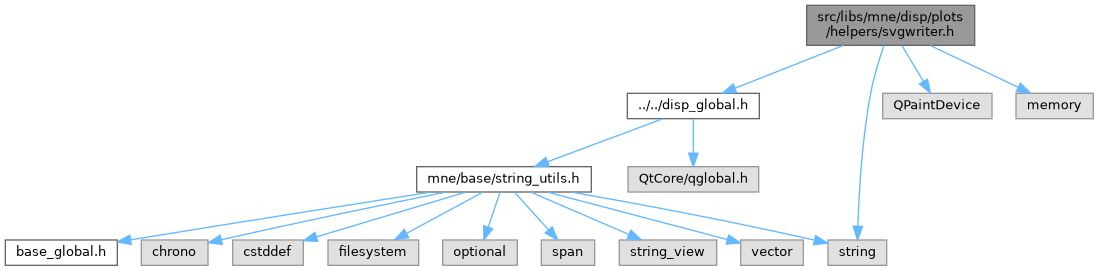 src/libs/mne/disp/plots
/helpers/svgwriter.h
../../disp_global.h
QPaintDevice
memory
mne/base/string_utils.h
QtCore/qglobal.h
base_global.h
chrono
cstddef
filesystem
optional
span
string_view
vector
string